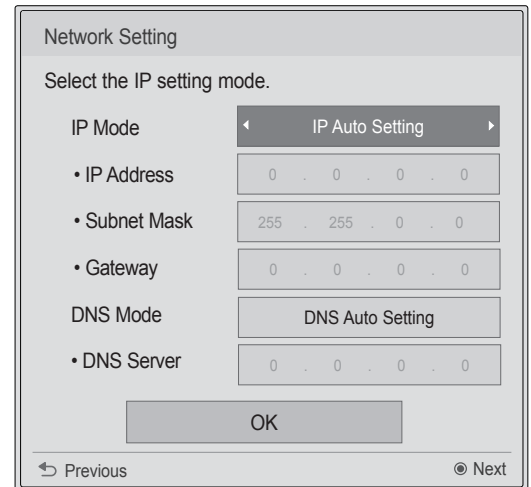 Network Setting
Select the IP setting mode.
IP Mode IP Auto Setting
• IP Address 0 . 0 . 0 . 0
• Subnet Mask 255 . 255 . 0 . 0
• Gateway 0 . 0 . 0 . 0
DNS Mode DNS Auto Setting
• DNS Server 0 . 0 . 0 . 0
OK
Previous Next